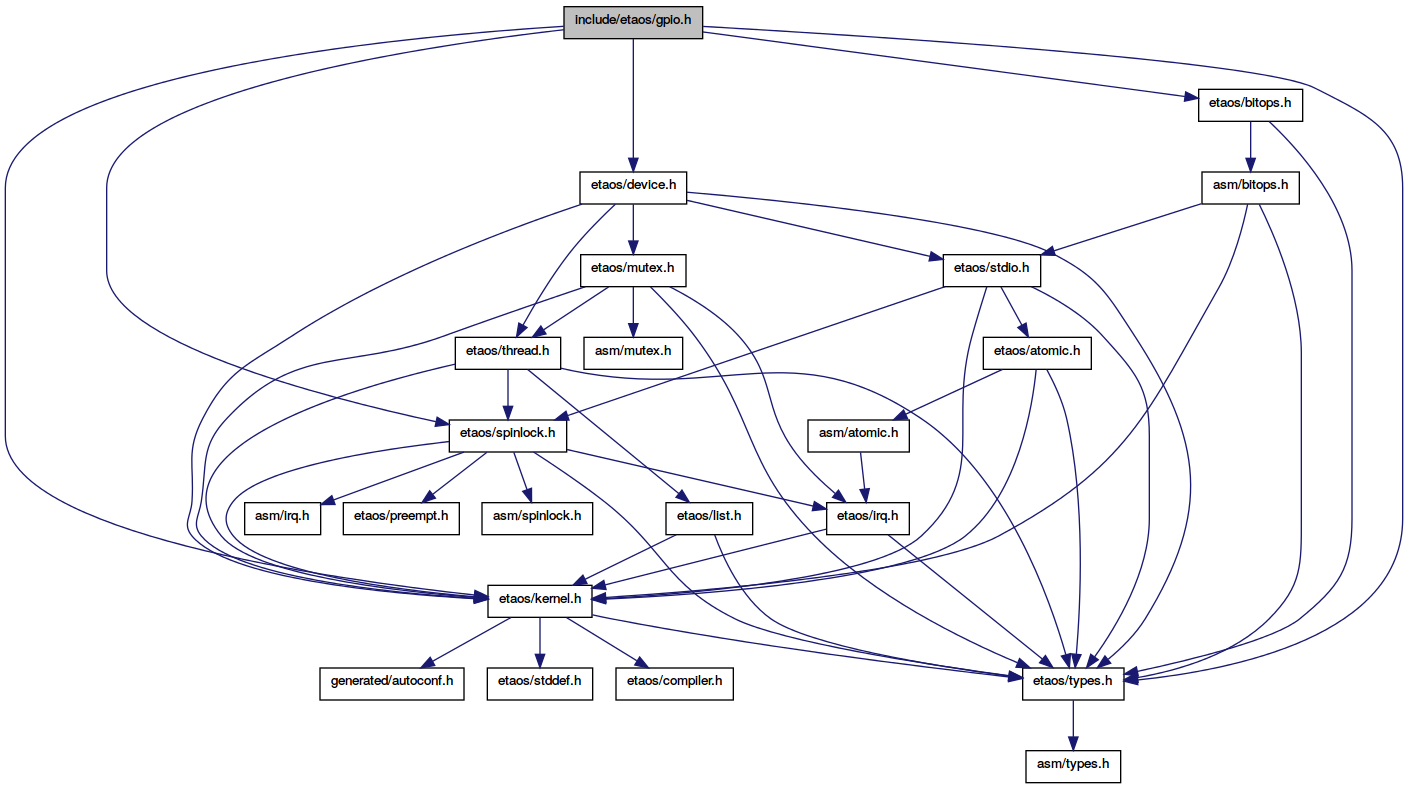 include/etaos/gpio.h
etaos/bitops.h
etaos/device.h
asm/bitops.h
etaos/mutex.h
etaos/stdio.h
etaos/thread.h
asm/mutex.h
etaos/atomic.h
etaos/spinlock.h
asm/atomic.h
asm/irq.h
etaos/preempt.h
asm/spinlock.h
etaos/list.h
etaos/irq.h
etaos/kernel.h
generated/autoconf.h
etaos/stddef.h
etaos/compiler.h
etaos/types.h
asm/types.h